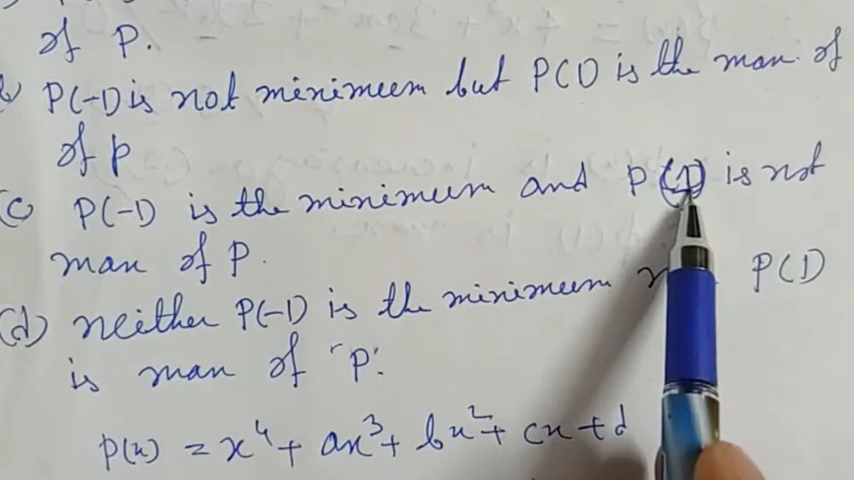 of P.
b) P(-1) is not minimum but P(1) is the max. of
of p
(c) P(-1) is the minimum and P(1) is not
max of P.
(d) neither P(-1) is the minimum P(1)
is max of 'P'.
p(x) = x⁴ + ax³ + bx² + cx + d